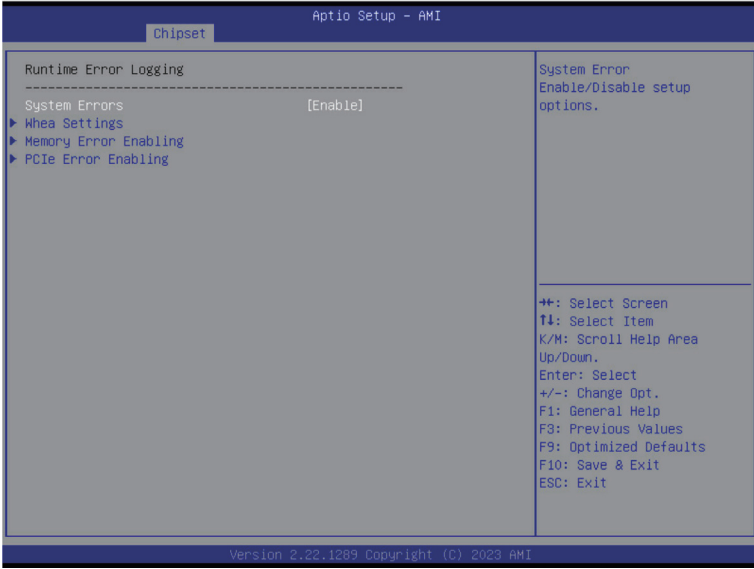 Aptio Setup – AMI
Chipset
Runtime Error Logging
--------------------------------------------------
System Errors [Enable]
Whea Settings
Memory Error Enabling
PCIe Error Enabling
System Error
Enable/Disable setup
options.
→←: Select Screen
↑↓: Select Item
K/M: Scroll Help Area
Up/Down.
Enter: Select
+/-: Change Opt.
F1: General Help
F3: Previous Values
F9: Optimized Defaults
F10: Save & Exit
ESC: Exit
Version 2.22.1289 Copyright (C) 2023 AMI